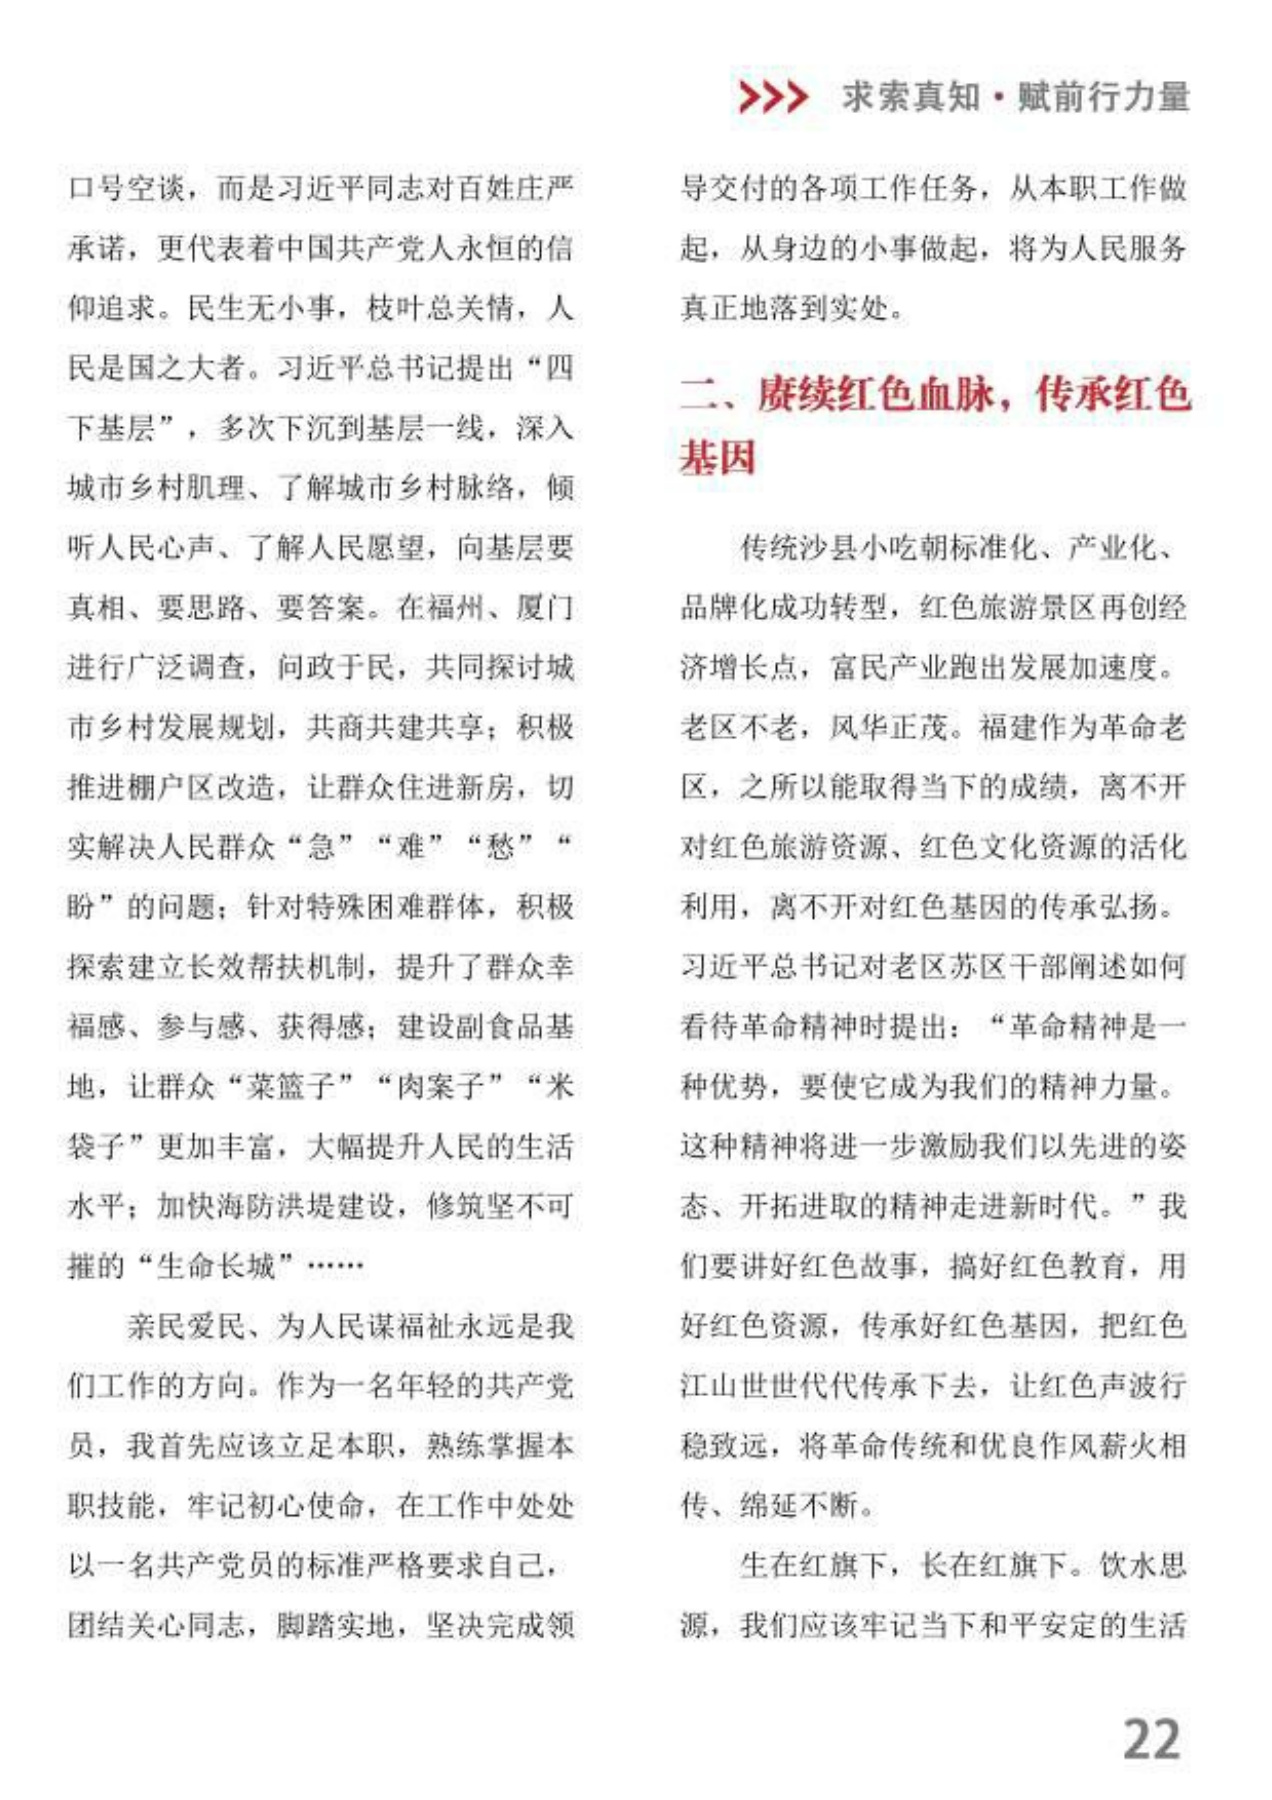 >>> 求索真知·赋前行力量
口号空谈，而是习近平同志对百姓庄严
承诺，更代表着中国共产党人永恒的信
仰追求。民生无小事，枝叶总关情，人
民是国之大者。习近平总书记提出“四
下基层”，多次下沉到基层一线，深入
城市乡村肌理、了解城市乡村脉络，倾
听人民心声、了解人民愿望，向基层要
真相、要思路、要答案。在福州、厦门
进行广泛调查，问政于民，共同探讨城
市乡村发展规划，共商共建共享；积极
推进棚户区改造，让群众住进新房，切
实解决人民群众“急”“难”“愁”“
盼”的问题；针对特殊困难群体，积极
探索建立长效帮扶机制，提升了群众幸
福感、参与感、获得感；建设副食品基
地，让群众“菜篮子”“肉案子”“米
袋子”更加丰富，大幅提升人民的生活
水平；加快海防洪堤建设，修筑坚不可
摧的“生命长城”……
亲民爱民、为人民谋福祉永远是我
们工作的方向。作为一名年轻的共产党
员，我首先应该立足本职，熟练掌握本
职技能，牢记初心使命，在工作中处处
以一名共产党员的标准严格要求自己，
团结关心同志，脚踏实地，坚决完成领
导交付的各项工作任务，从本职工作做
起，从身边的小事做起，将为人民服务
真正地落到实处。
二、赓续红色血脉，传承红色
基因
传统沙县小吃朝标准化、产业化、
品牌化成功转型，红色旅游景区再创经
济增长点，富民产业跑出发展加速度。
老区不老，风华正茂。福建作为革命老
区，之所以能取得当下的成绩，离不开
对红色旅游资源、红色文化资源的活化
利用，离不开对红色基因的传承弘扬。
习近平总书记对老区苏区干部阐述如何
看待革命精神时提出：“革命精神是一
种优势，要使它成为我们的精神力量。
这种精神将进一步激励我们以先进的姿
态、开拓进取的精神走进新时代。”我
们要讲好红色故事，搞好红色教育，用
好红色资源，传承好红色基因，把红色
江山世世代代传承下去，让红色声波行
稳致远，将革命传统和优良作风薪火相
传、绵延不断。
生在红旗下，长在红旗下。饮水思
源，我们应该牢记当下和平安定的生活
22